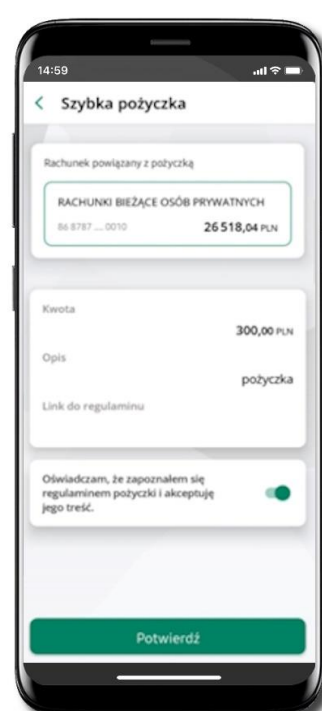 14:59
Szybka pożyczka
Rachunek powiązany z pożyczką
RACHUNKI BIEŻĄCE OSÓB PRYWATNYCH
86 8787 .... 0010 26 518,04 PLN
Kwota
300,00 PLN
Opis
pożyczka
Link do regulaminu
Oświadczam, że zapoznałem się
regulaminem pożyczki i akceptuję
jego treść.
Potwierdź